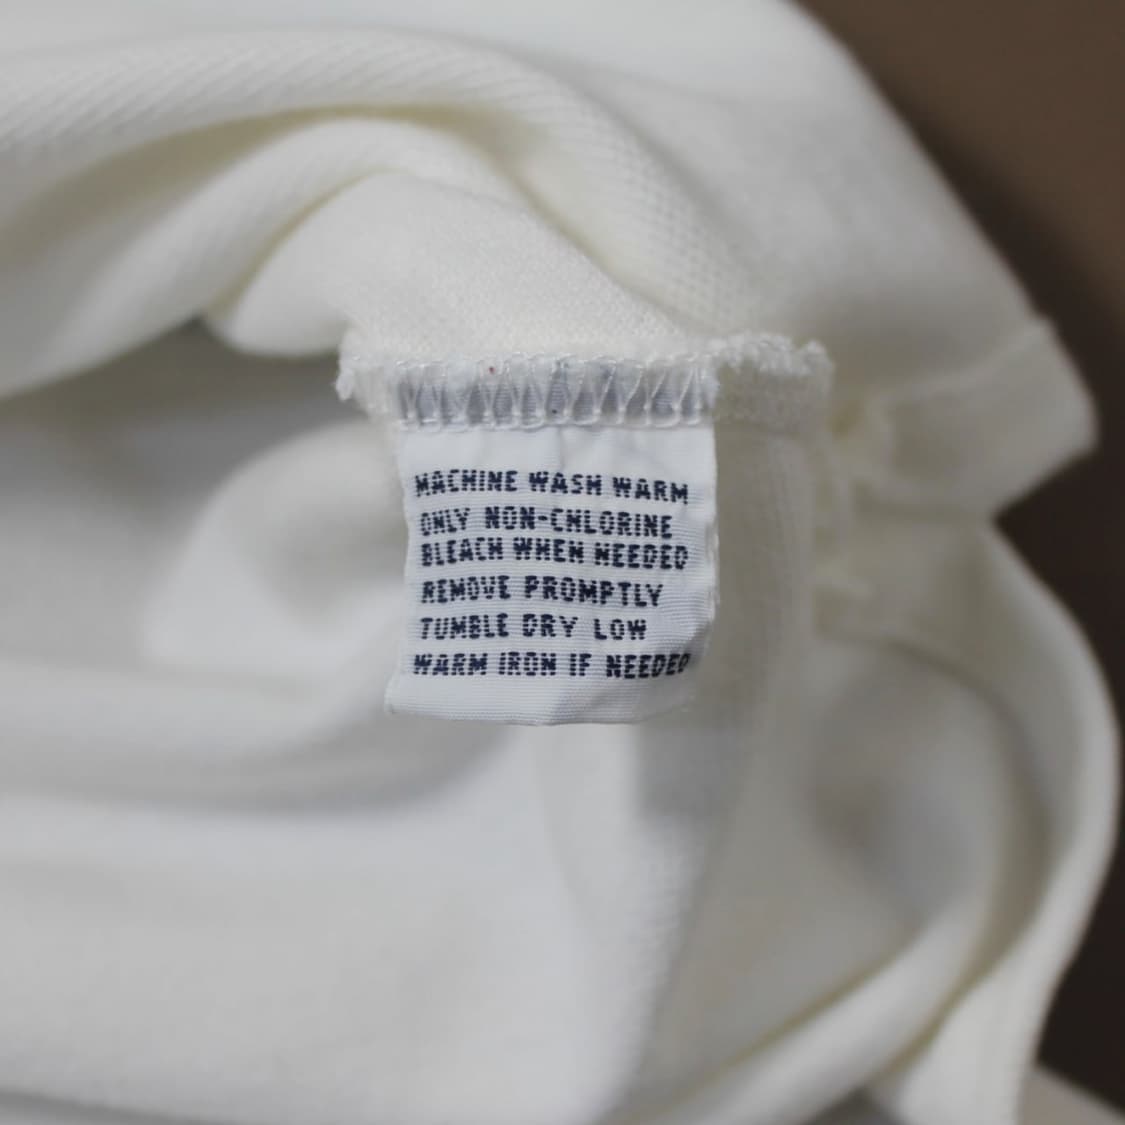 MACHINE WASH WARM
ONLY NON-CHLORINE
BLEACH WHEN NEEDED
REMOVE PROMPTLY
TUMBLE DRY LOW
WARM IRON IF NEEDED